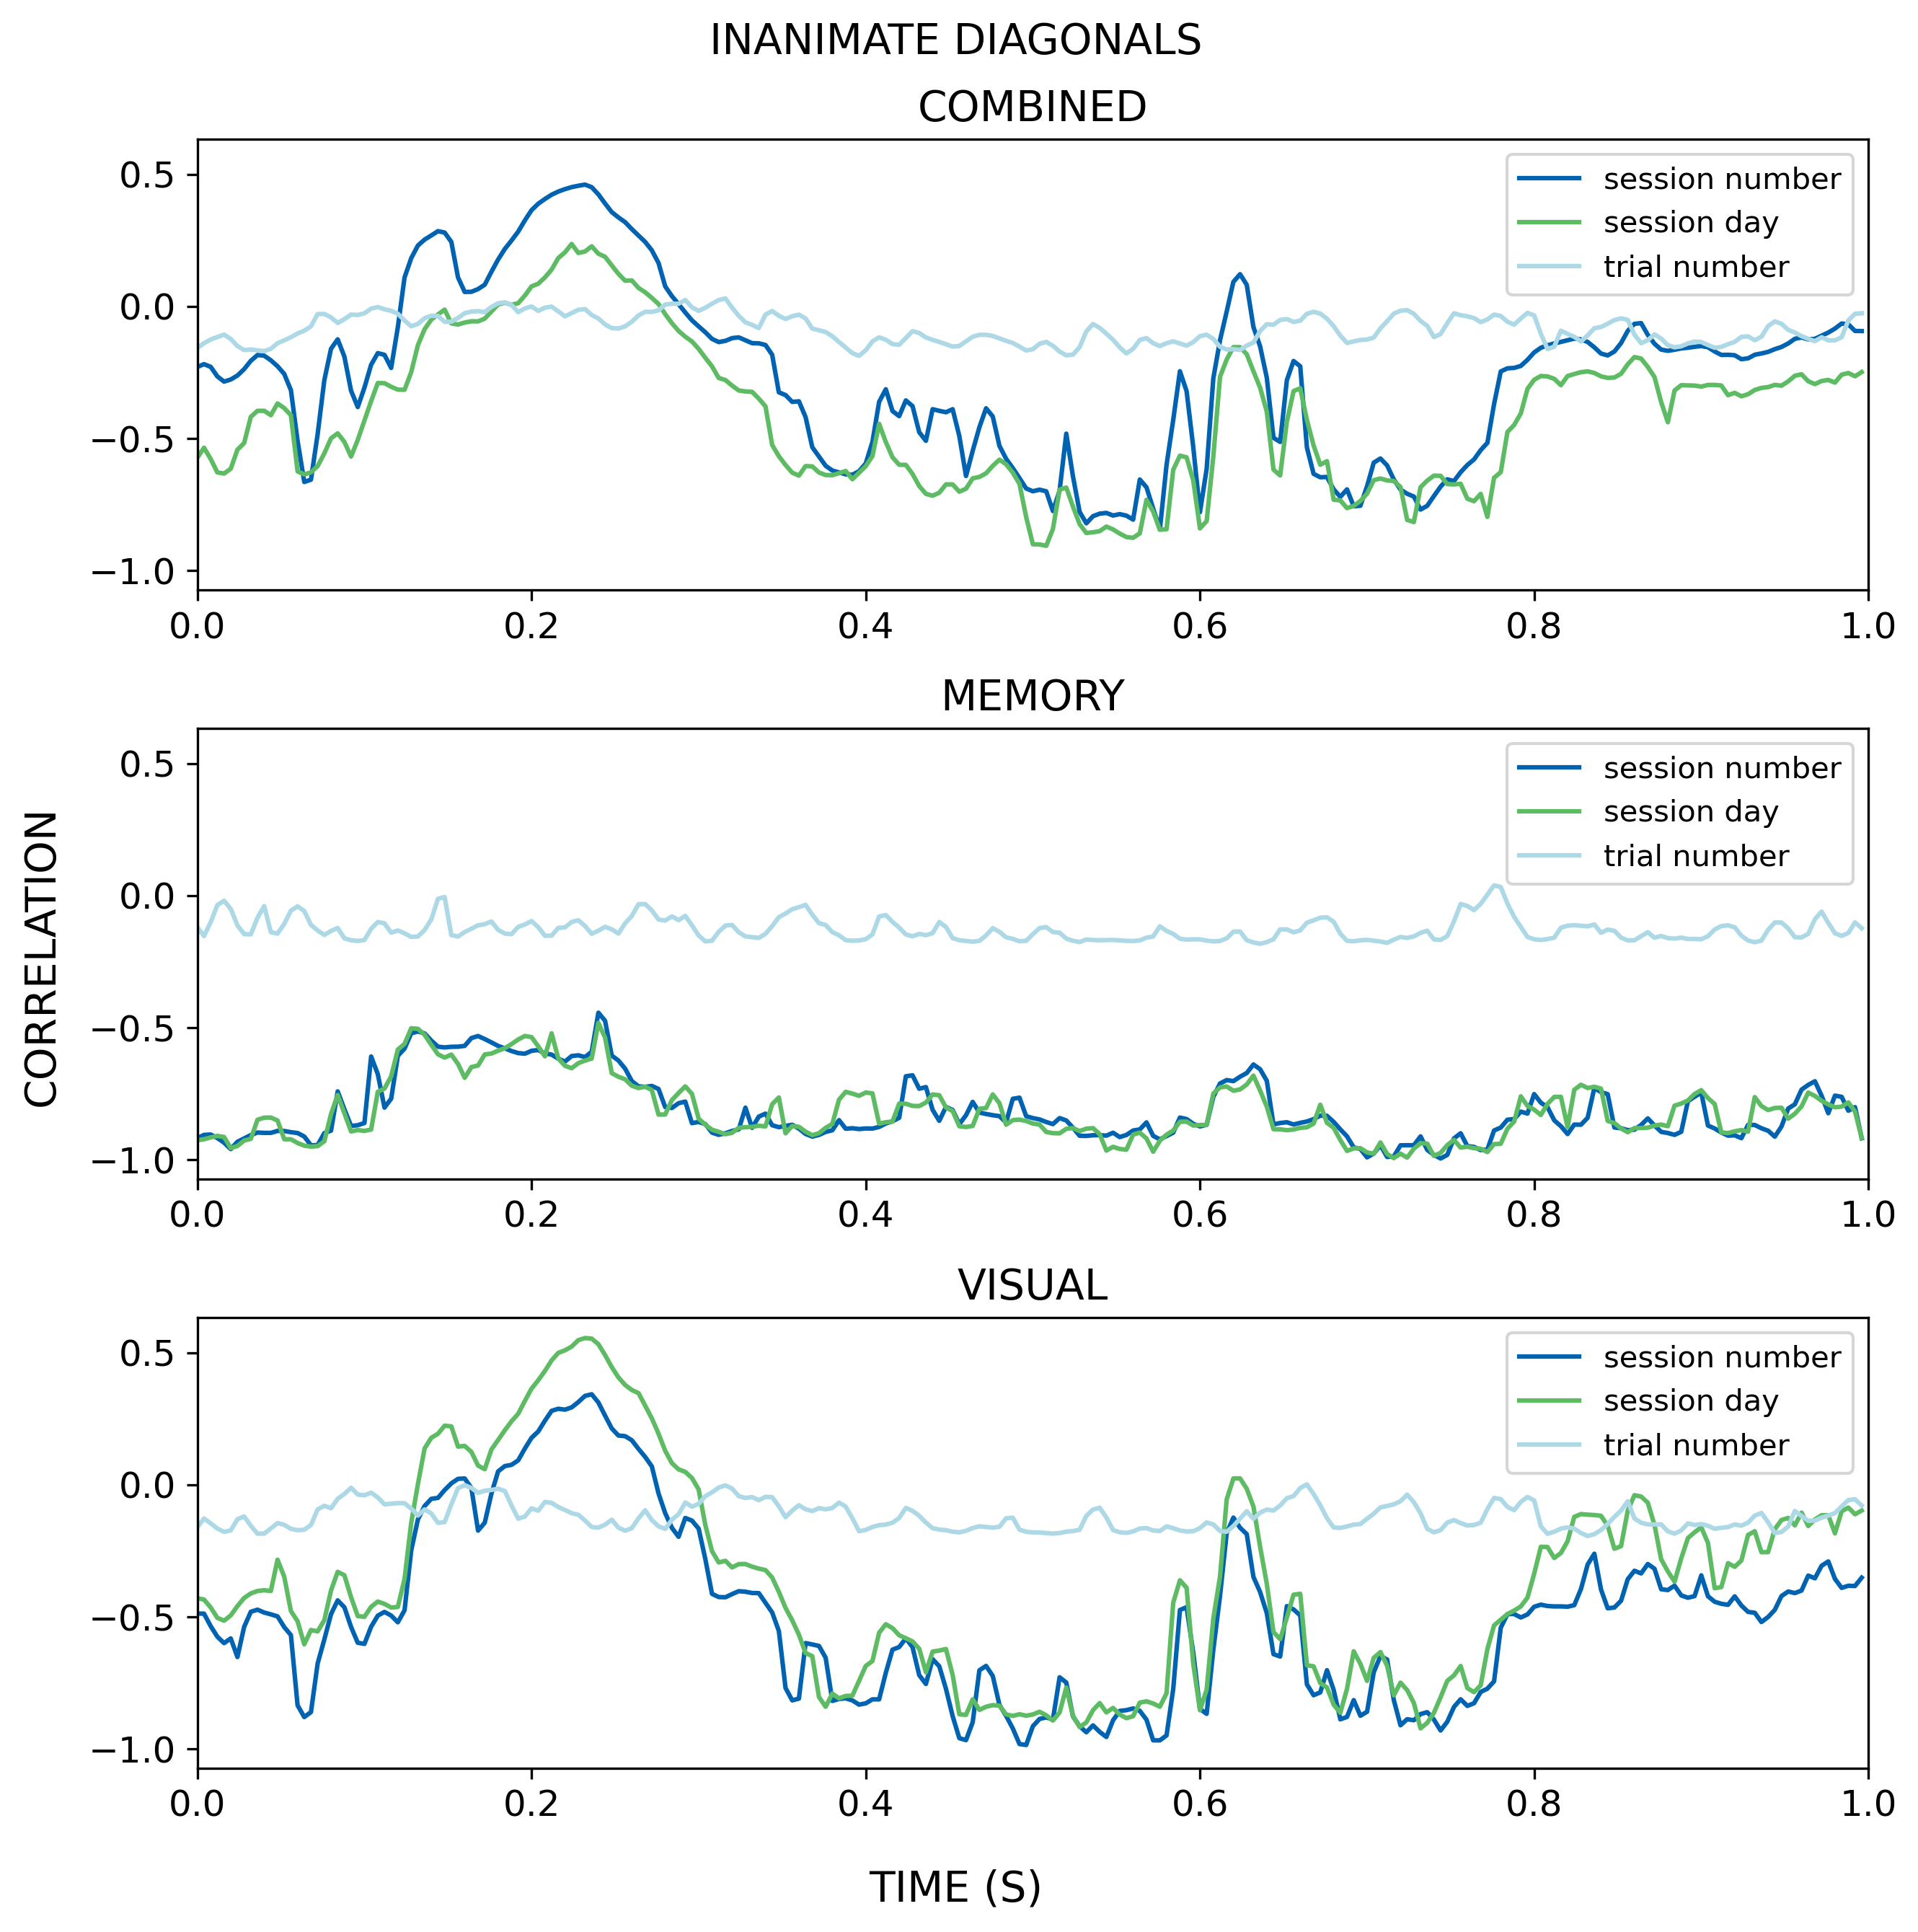 INANIMATE DIAGONALS
COMBINED
0.5
0.0
−0.5
−1.0
session number
session day
trial number
0.0 0.2 0.4 0.6 0.8 1.0
MEMORY
CORRELATION
0.5
0.0
−0.5
−1.0
session number
session day
trial number
0.0 0.2 0.4 0.6 0.8 1.0
VISUAL
0.5
0.0
−0.5
−1.0
session number
session day
trial number
0.0 0.2 0.4 0.6 0.8 1.0
TIME (S)